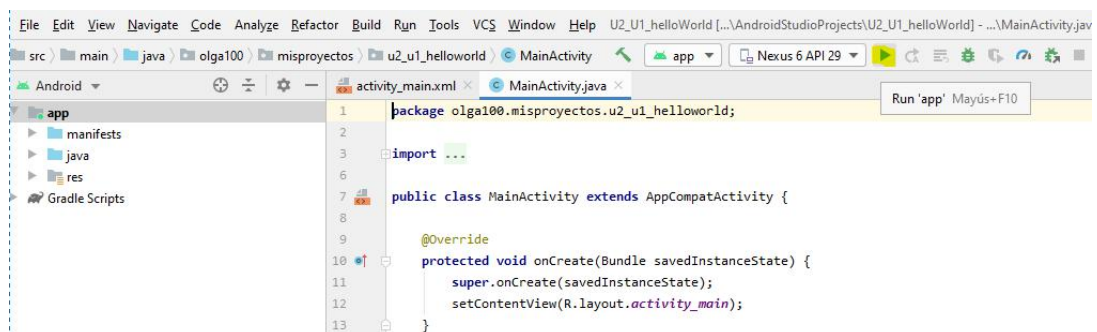 File Edit View Navigate Code Analyze Refactor Build Run Tools VCS Window Help U2_U1_helloWorld [...\AndroidStudioProjects\U2_U1_helloWorld] - ...\MainActivity.jav
src main java olga100 misproyectos u2_u1_helloworld MainActivity app Nexus 6 API 29
Android activity_main.xml MainActivity.java
Run 'app' Mayús+F10
app
manifests
java
res
Gradle Scripts
1 package olga100.misproyectos.u2_u1_helloworld;
2
3 import ...
6
7 public class MainActivity extends AppCompatActivity {
8
9 @Override
10 protected void onCreate(Bundle savedInstanceState) {
11 super.onCreate(savedInstanceState);
12 setContentView(R.layout.activity_main);
13 }